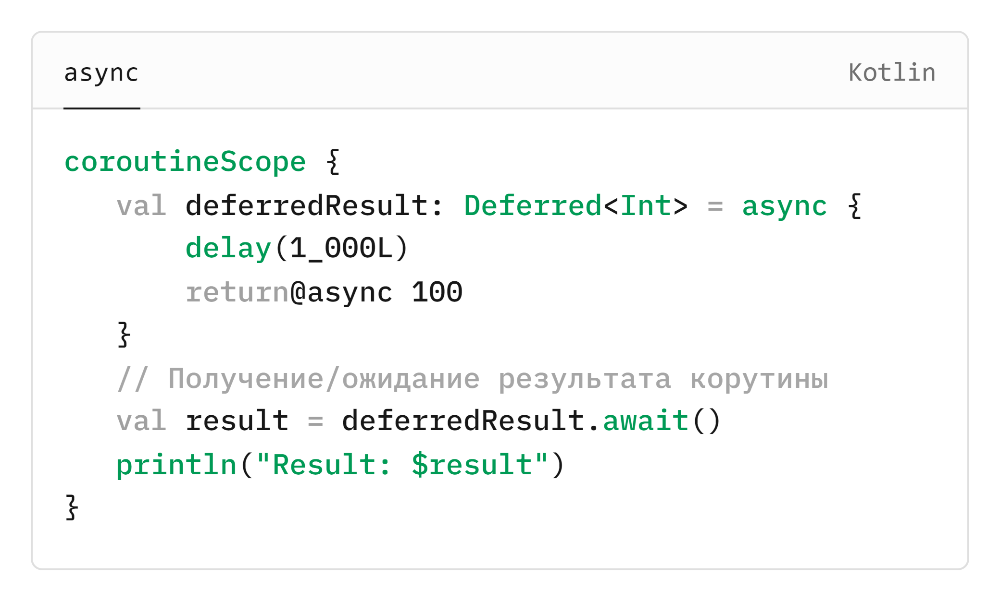 async
Kotlin
coroutineScope {
   val deferredResult: Deferred<Int> = async {
       delay(1_000L)
       return@async 100
   }
   // Получение/ожидание результата корутины
   val result = deferredResult.await()
   println("Result: $result")
}